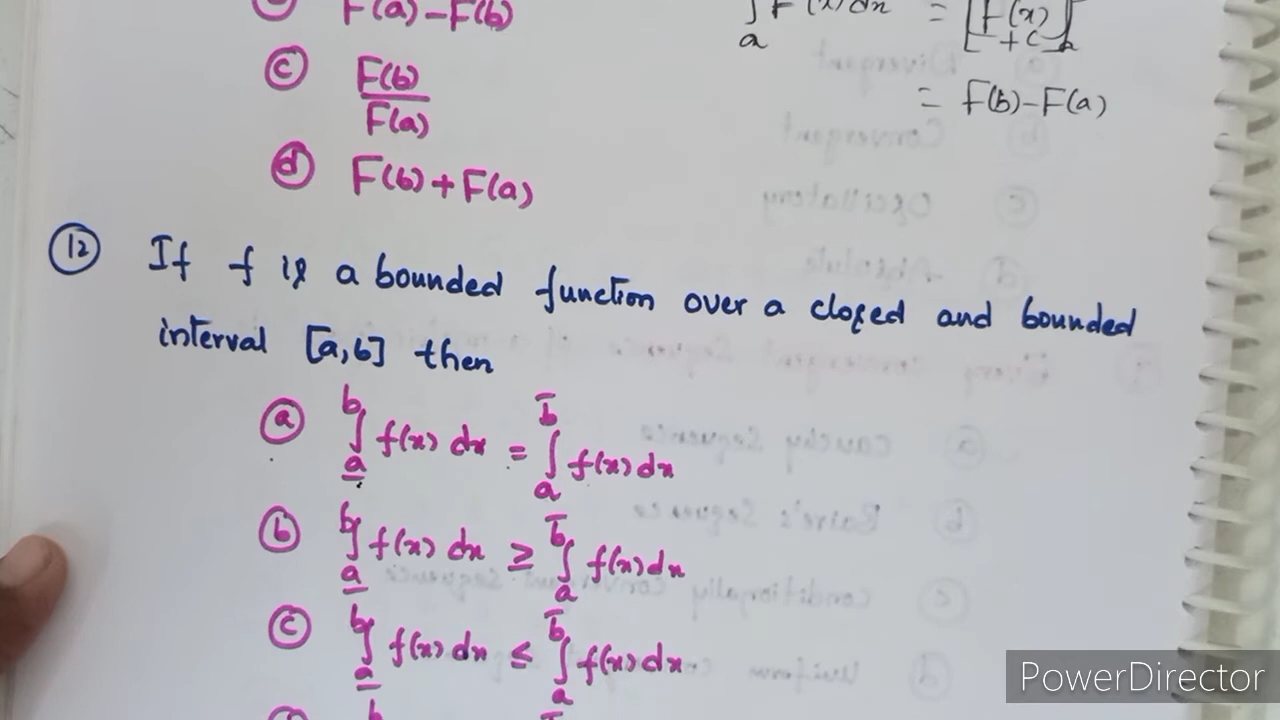 F(a)-F(b)
∫a F(x)dx = [F(x)+c]a
= F(b)-F(a)
ⓒ F(b)/F(a)
ⓓ F(b)+F(a)
⑫ If f is a bounded function over a closed and bounded
interval [a,b] then
ⓐ ∫_a̲^b f(x) dx = ∫_a^b̄ f(x) dx
ⓑ ∫_a̲^b f(x) dx ≥ ∫_a^b̄ f(x) dx
ⓒ ∫_a̲^b f(x) dx ≤ ∫_a^b̄ f(x) dx
PowerDirector